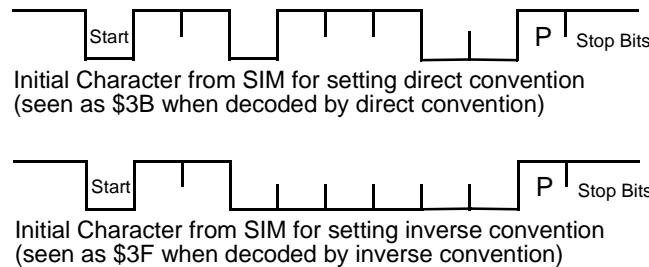 Start P Stop Bits
Initial Character from SIM for setting direct convention
(seen as $3B when decoded by direct convention)
Start P Stop Bits
Initial Character from SIM for setting inverse convention
(seen as $3F when decoded by inverse convention)